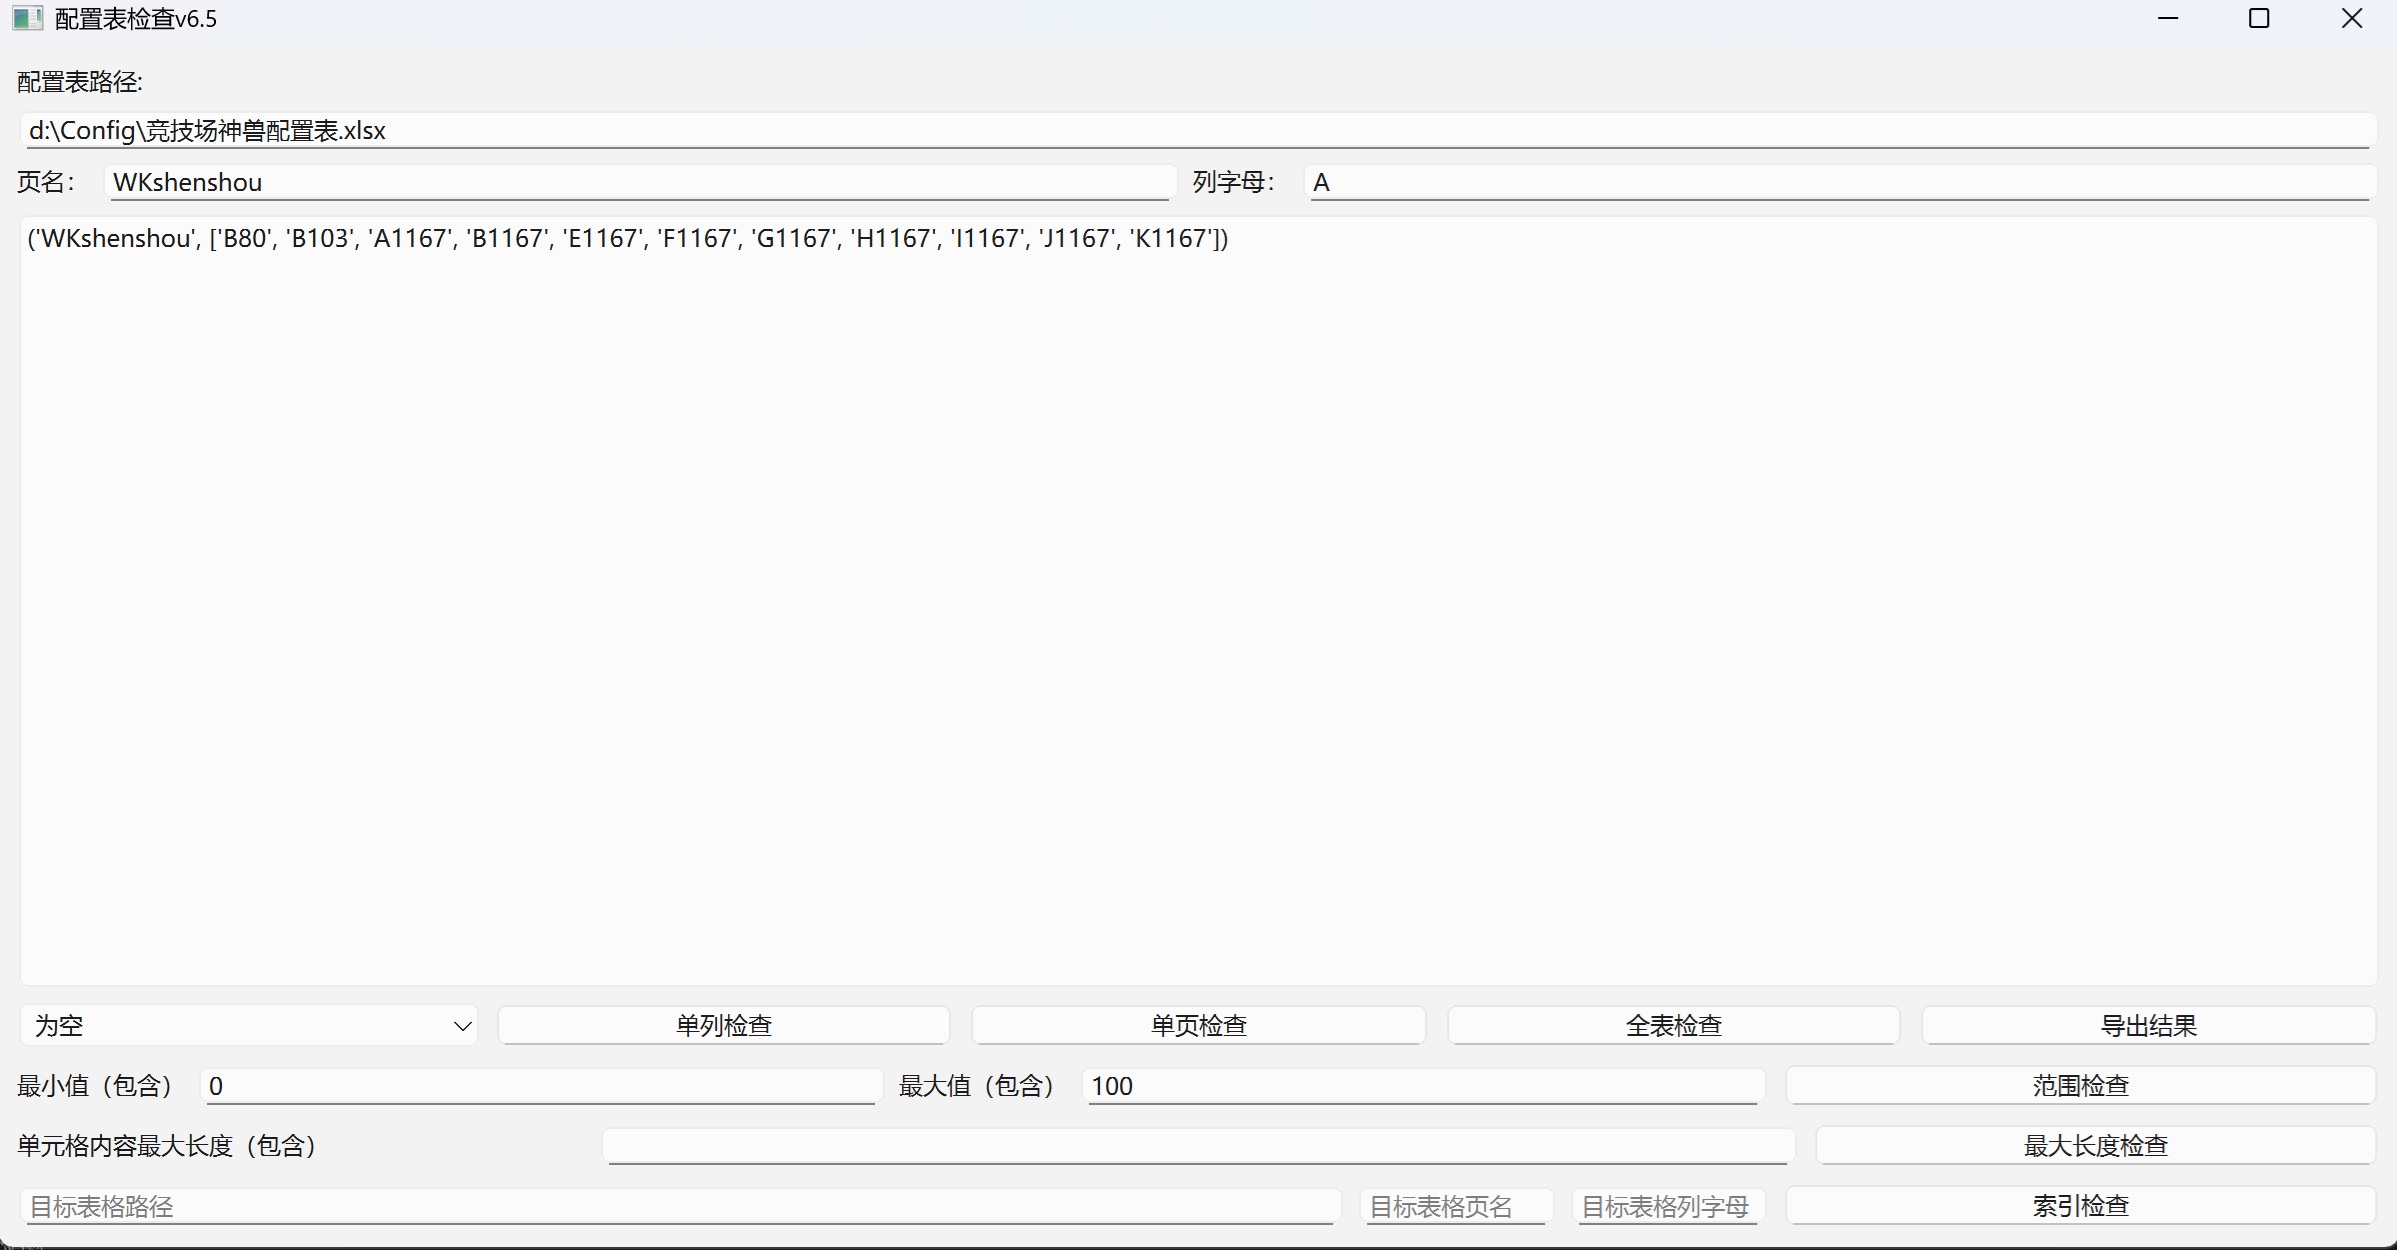 配置表检查v6.5
配置表路径:
d:\Config\竞技场神兽配置表.xlsx
页名： WKshenshou 列字母： A
('WKshenshou', ['B80', 'B103', 'A1167', 'B1167', 'E1167', 'F1167', 'G1167', 'H1167', 'I1167', 'J1167', 'K1167'])
为空 单列检查 单页检查 全表检查 导出结果
最小值（包含） 0 最大值（包含） 100 范围检查
单元格内容最大长度（包含） 最大长度检查
目标表格路径 目标表格页名 目标表格列字母 索引检查